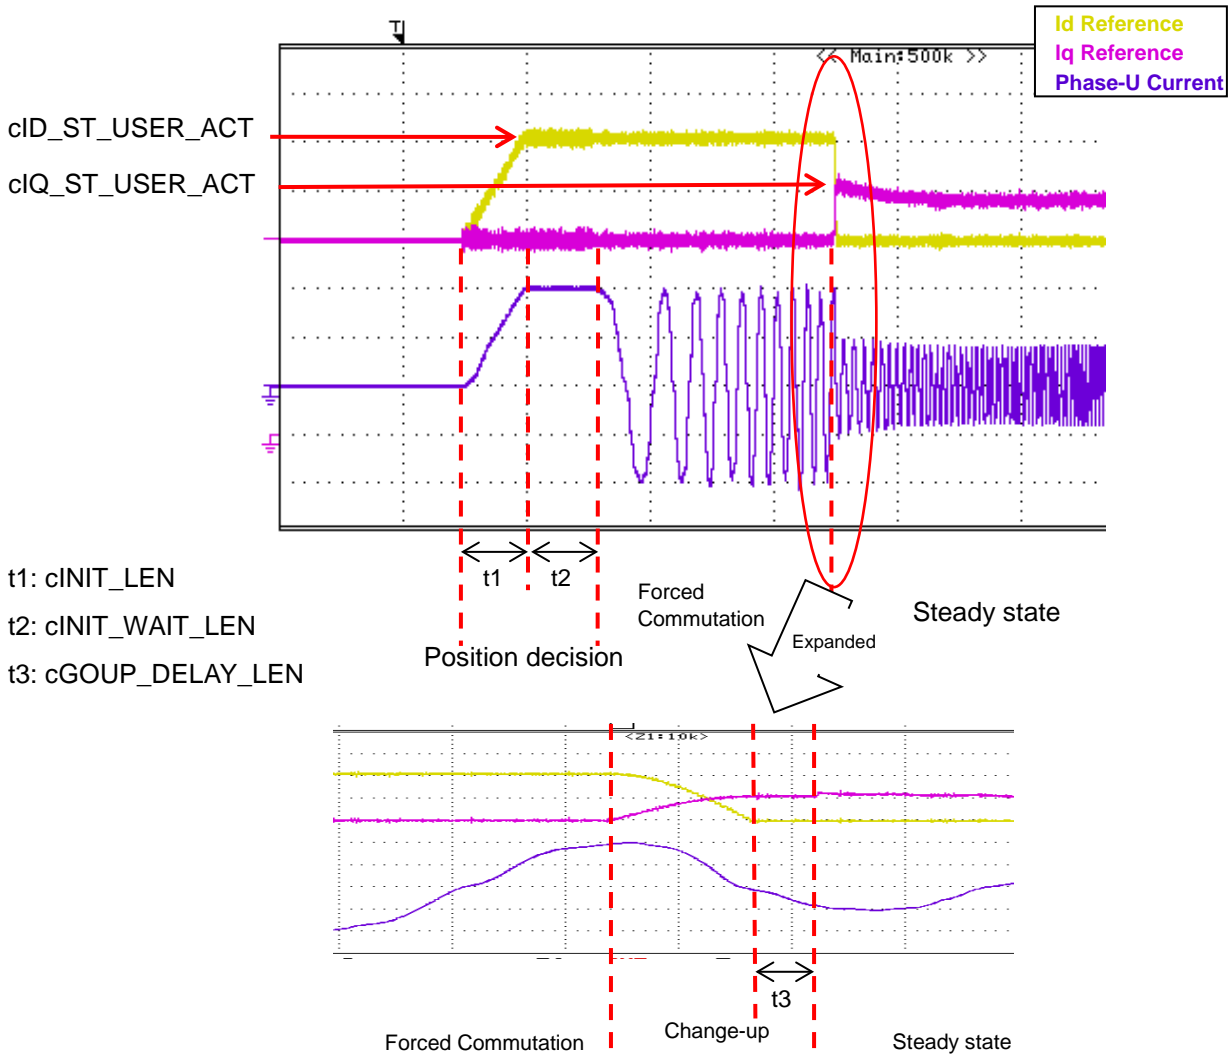 T
Id Reference
Iq Reference
Phase-U Current
<< Main:500k >>
cID_ST_USER_ACT
cIQ_ST_USER_ACT
t1
t2
t1: cINIT_LEN
t2: cINIT_WAIT_LEN
t3: cGOUP_DELAY_LEN
Position decision
Forced
Commutation
Expanded
Steady state
<Z1:10k>
t3
Forced Commutation
Change-up
Steady state